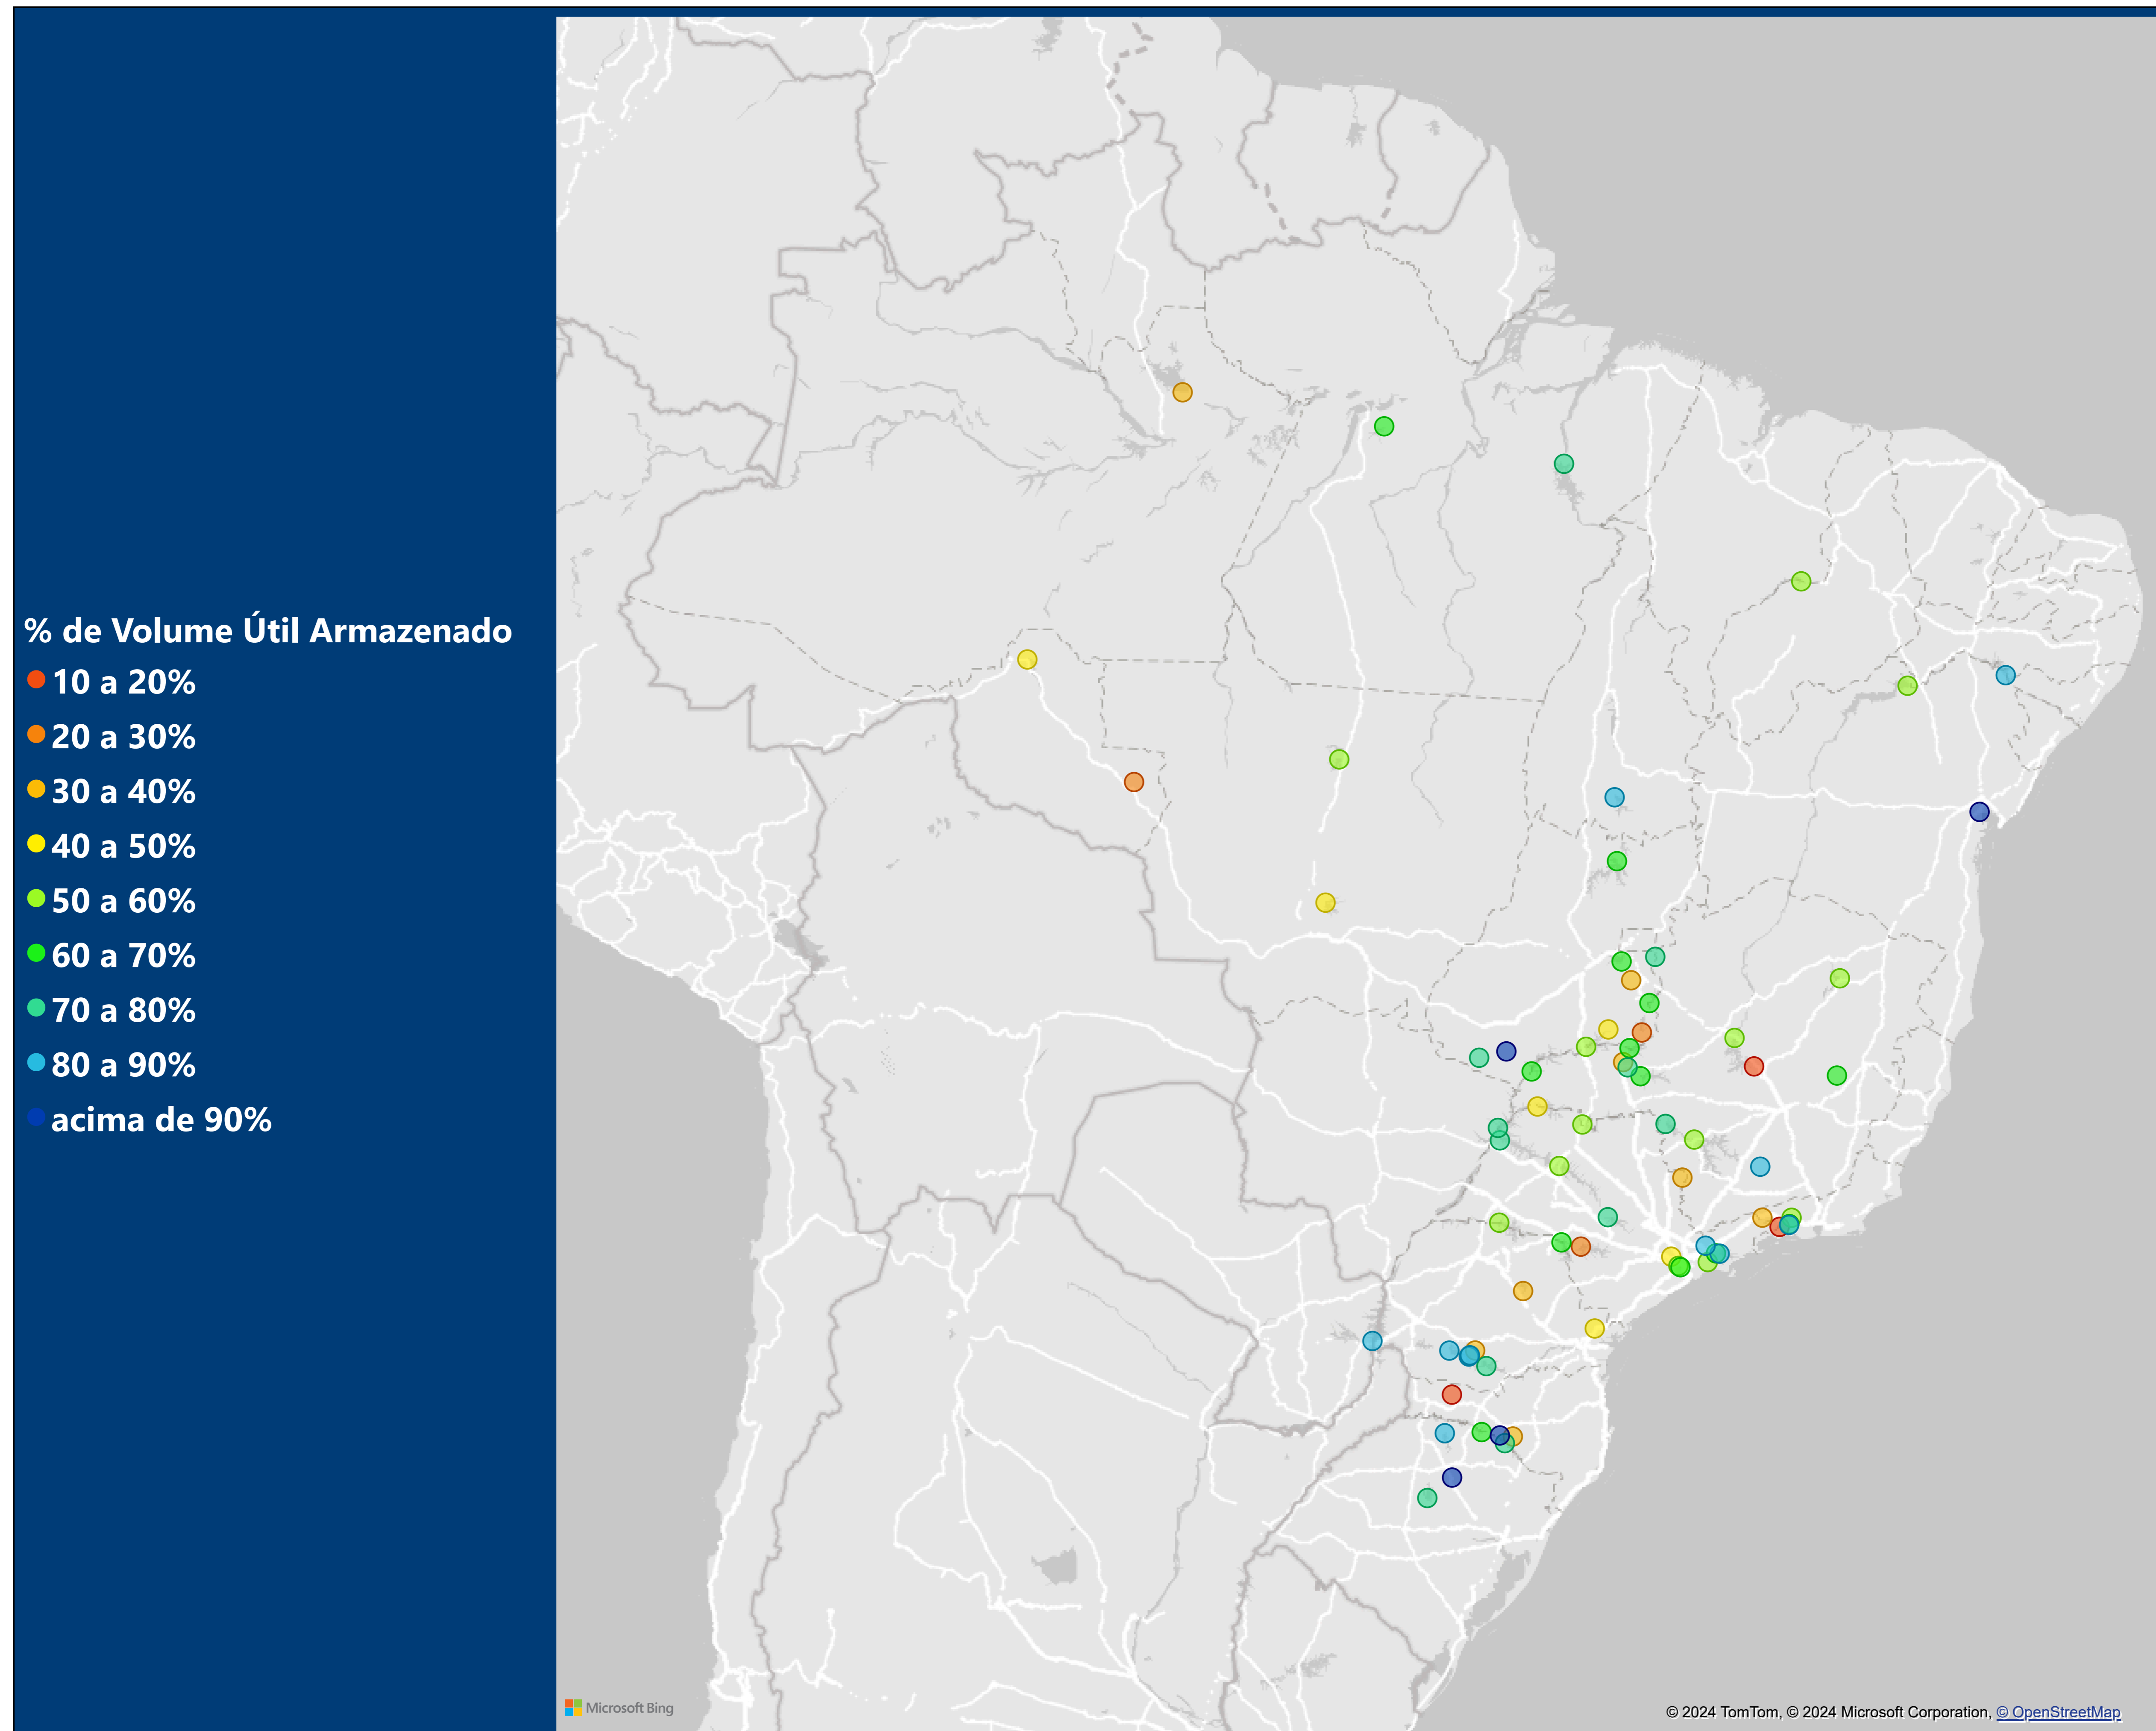 % de Volume Útil Armazenado
10 a 20%
20 a 30%
30 a 40%
40 a 50%
50 a 60%
60 a 70%
70 a 80%
80 a 90%
acima de 90%
Microsoft Bing
© 2024 TomTom, © 2024 Microsoft Corporation, © OpenStreetMap